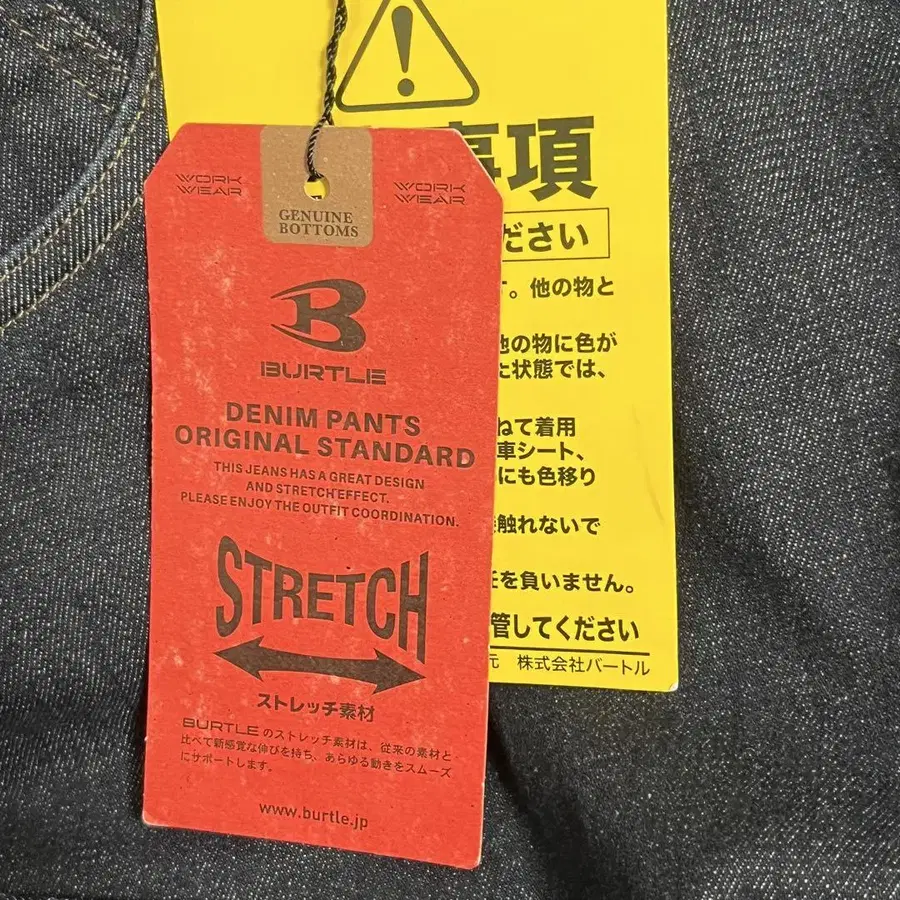 事項
ださい
WORK WEAR
WORK WEAR
GENUINE
BOTTOMS
BURTLE
DENIM PANTS
ORIGINAL STANDARD
THIS JEANS HAS A GREAT DESIGN
AND STRETCH EFFECT.
PLEASE ENJOY THE OUTFIT COORDINATION.
STRETCH
ストレッチ素材
BURTLE のストレッチ素材は、従来の素材と
比べて新感覚な伸びを持ち、あらゆる動きをスムーズ
にサポートします。
www.burtle.jp
。他の物と
他の物に色が
た状態では、
ねて着用
車シート、
にも色移り
触れないで
を負いません。
管してください
元 株式会社バートル